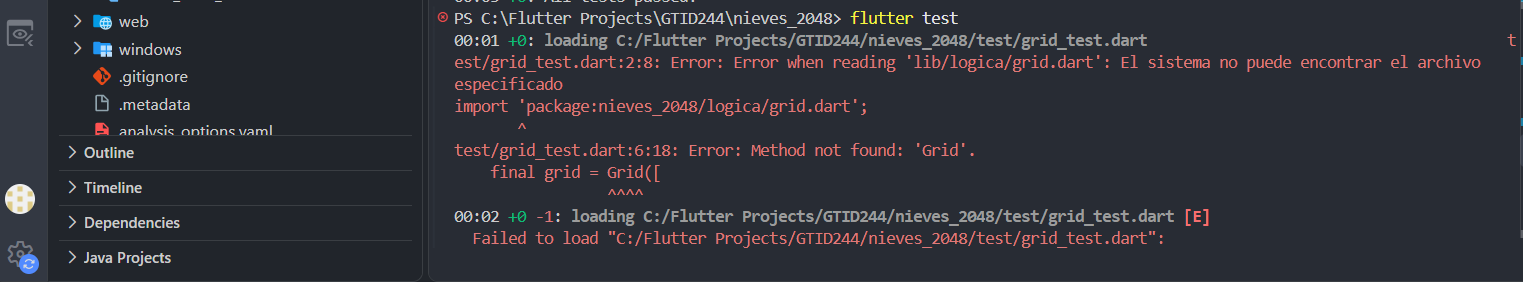 web
windows
.gitignore
.metadata
analysis_options.yaml
Outline
Timeline
Dependencies
Java Projects
PS C:\Flutter Projects\GTID244\nieves_2048> flutter test
00:01 +0: loading C:/Flutter Projects/GTID244/nieves_2048/test/grid_test.dart t
est/grid_test.dart:2:8: Error: Error when reading 'lib/logica/grid.dart': El sistema no puede encontrar el archivo
especificado
import 'package:nieves_2048/logica/grid.dart';
^
test/grid_test.dart:6:18: Error: Method not found: 'Grid'.
final grid = Grid([
^^^^
00:02 +0 -1: loading C:/Flutter Projects/GTID244/nieves_2048/test/grid_test.dart [E]
Failed to load "C:/Flutter Projects/GTID244/nieves_2048/test/grid_test.dart":